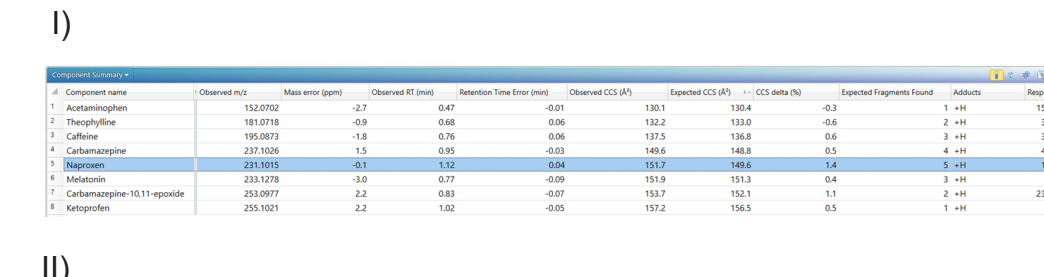 I)
Component Summary
Component name Observed m/z Mass error (ppm) Observed RT (min) Retention Time Error (min) Observed CCS (Å²) Expected CCS (Å²) CCS delta (%) Expected Fragments Found Adducts Resp
1 Acetaminophen 152.0702 -2.7 0.47 -0.01 130.1 130.4 -0.3 1 +H 15
2 Theophylline 181.0718 -0.9 0.68 0.06 132.2 133.0 -0.6 2 +H 3
3 Caffeine 195.0873 -1.8 0.76 0.06 137.5 136.8 0.6 3 +H 3
4 Carbamazepine 237.1026 1.5 0.95 -0.03 149.6 148.8 0.5 4 +H 4
5 Naproxen 231.1015 -0.1 1.12 0.04 151.7 149.6 1.4 5 +H 1
6 Melatonin 233.1278 -3.0 0.77 -0.09 151.9 151.3 0.4 3 +H
7 Carbamazepine-10,11-epoxide 253.0977 2.2 0.83 -0.07 153.7 152.1 1.1 2 +H 23
8 Ketoprofen 255.1021 2.2 1.02 -0.05 157.2 156.5 0.5 1 +H
II)